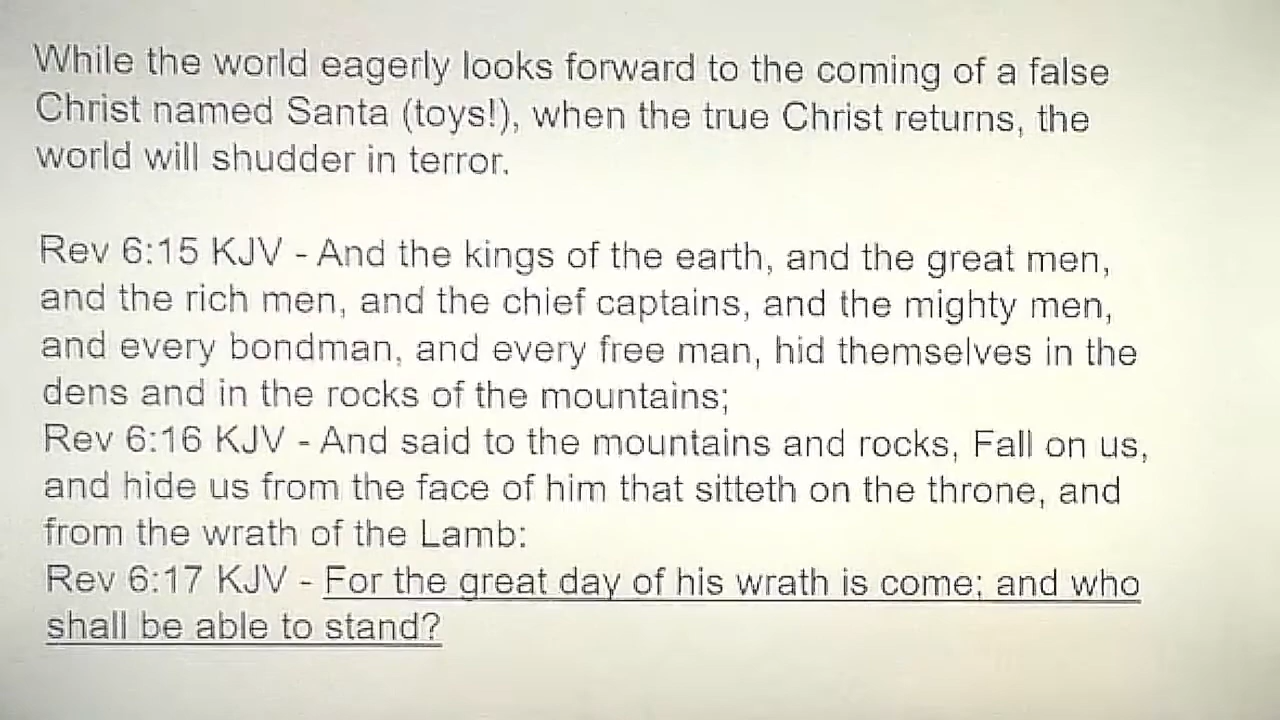 While the world eagerly looks forward to the coming of a false
Christ named Santa (toys!), when the true Christ returns, the
world will shudder in terror.
Rev 6:15 KJV - And the kings of the earth, and the great men,
and the rich men, and the chief captains, and the mighty men,
and every bondman, and every free man, hid themselves in the
dens and in the rocks of the mountains;
Rev 6:16 KJV - And said to the mountains and rocks, Fall on us,
and hide us from the face of him that sitteth on the throne, and
from the wrath of the Lamb:
Rev 6:17 KJV - For the great day of his wrath is come; and who
shall be able to stand?